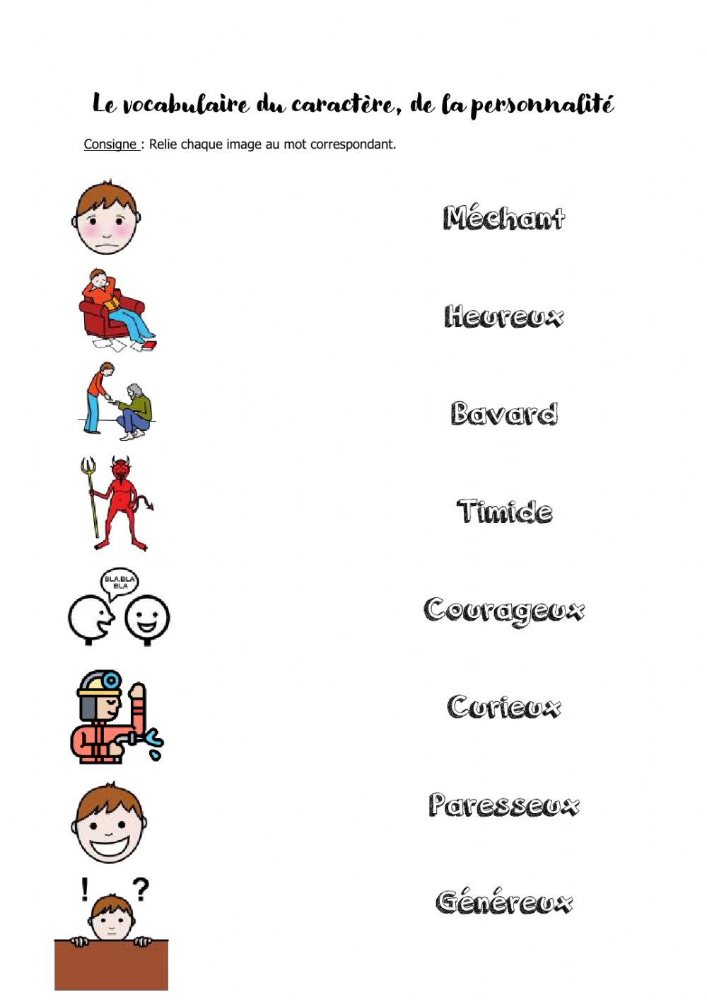 Le vocabulaire du caractère, de la personnalité
Consigne : Relie chaque image au mot correspondant.
Méchant
Heureux
Bavard
Timide
BLA,BLA
BLA
Courageux
Curieux
Paresseux
! ?
Généreux